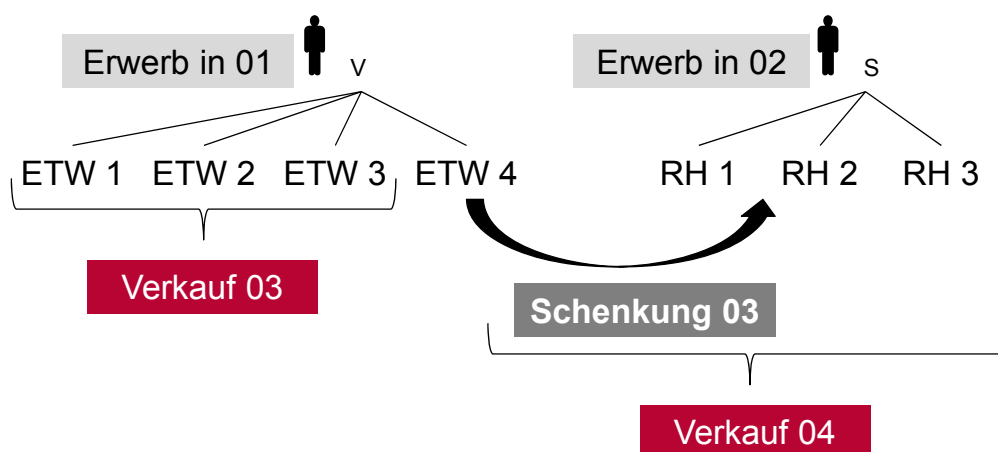 Erwerb in 01 V Erwerb in 02 S
ETW 1 ETW 2 ETW 3 ETW 4 RH 1 RH 2 RH 3
Verkauf 03
Schenkung 03
Verkauf 04